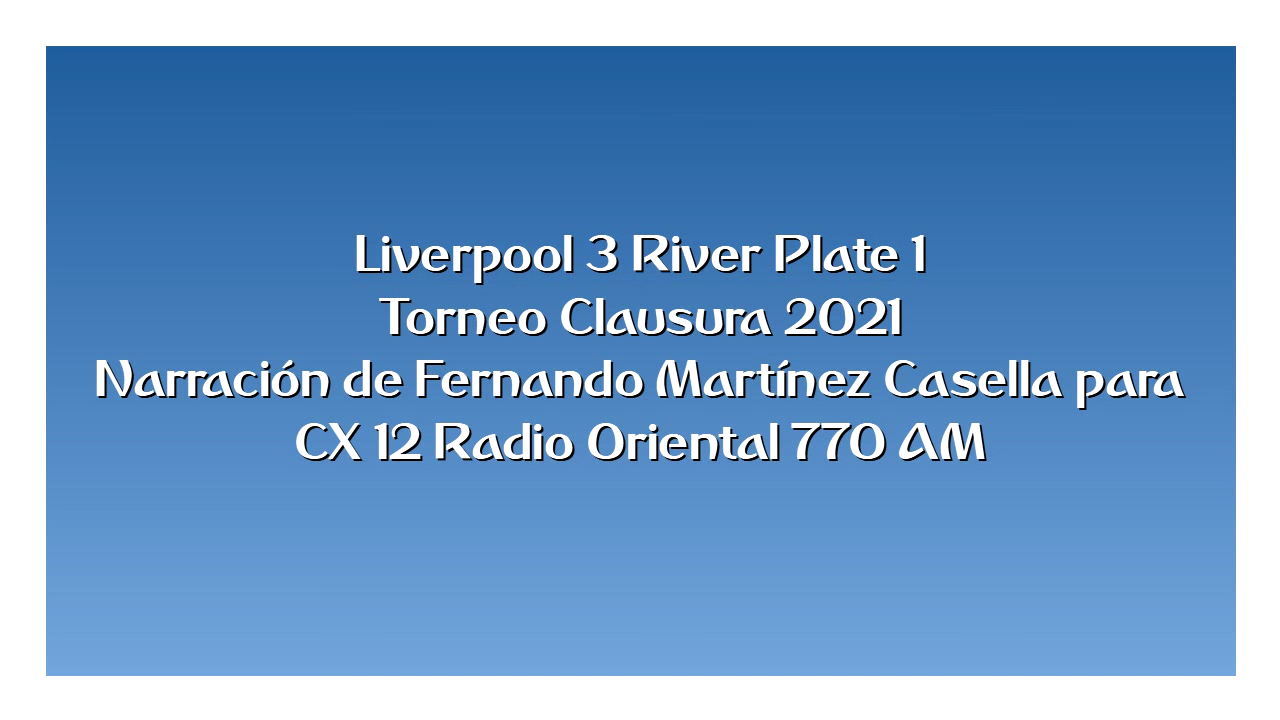 Liverpool 3 River Plate 1
Torneo Clausura 2021
Narración de Fernando Martínez Casella para
CX 12 Radio Oriental 770 AM